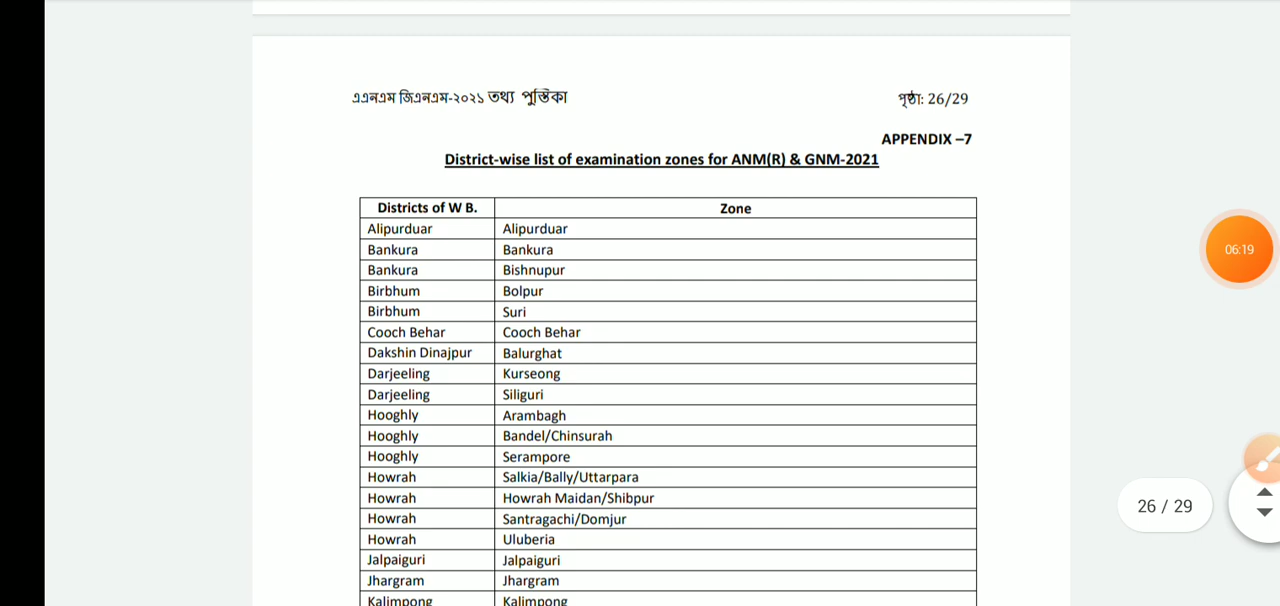 এএনএম জিএনএম-২০২১ তথ্য পুস্তিকা পৃষ্ঠা: 26/29
APPENDIX –7
District-wise list of examination zones for ANM(R) & GNM-2021
Districts of W B. Zone
Alipurduar Alipurduar
Bankura Bankura
Bankura Bishnupur
Birbhum Bolpur
Birbhum Suri
Cooch Behar Cooch Behar
Dakshin Dinajpur Balurghat
Darjeeling Kurseong
Darjeeling Siliguri
Hooghly Arambagh
Hooghly Bandel/Chinsurah
Hooghly Serampore
Howrah Salkia/Bally/Uttarpara
Howrah Howrah Maidan/Shibpur
Howrah Santragachi/Domjur
Howrah Uluberia
Jalpaiguri Jalpaiguri
Jhargram Jhargram
Kalimpong Kalimpong
06:19
26 / 29